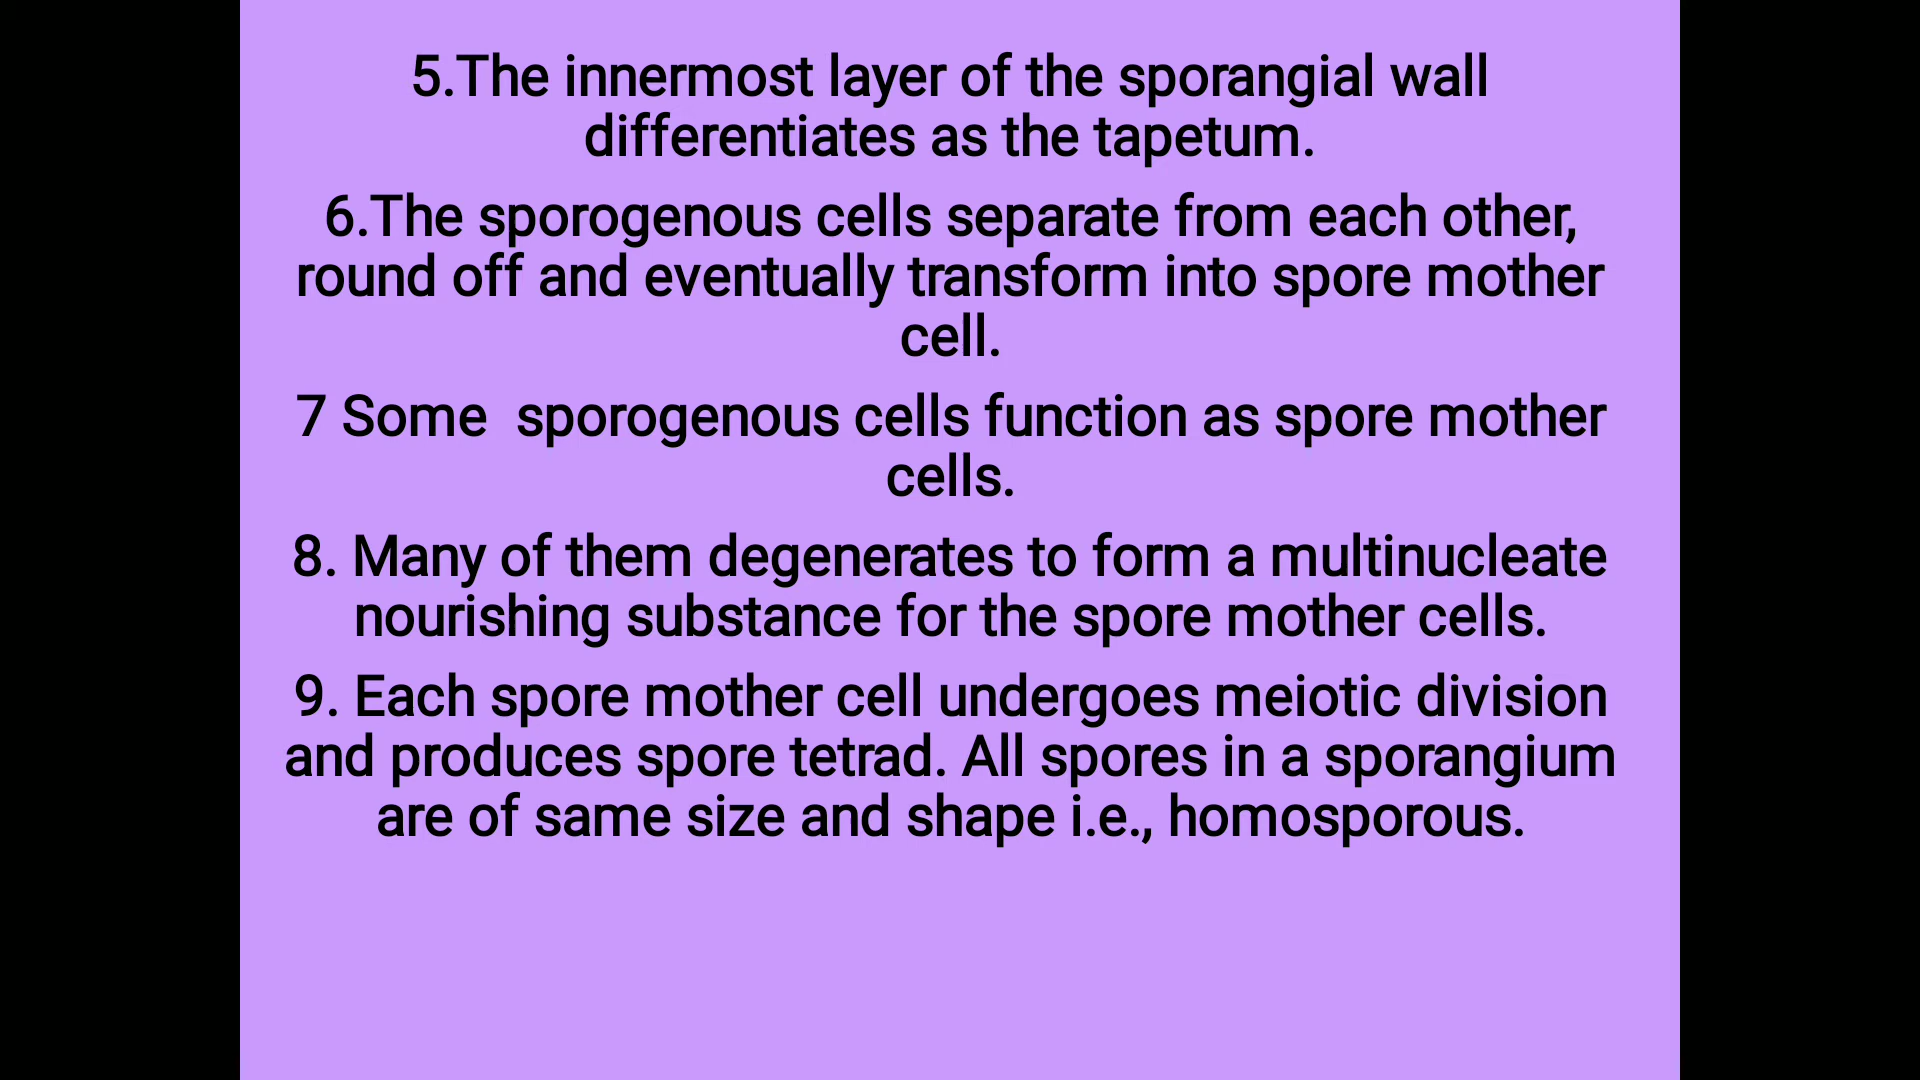 5.The innermost layer of the sporangial wall
differentiates as the tapetum.
6.The sporogenous cells separate from each other,
round off and eventually transform into spore mother
cell.
7 Some  sporogenous cells function as spore mother
cells.
8. Many of them degenerates to form a multinucleate
nourishing substance for the spore mother cells.
9. Each spore mother cell undergoes meiotic division
and produces spore tetrad. All spores in a sporangium
are of same size and shape i.e., homosporous.